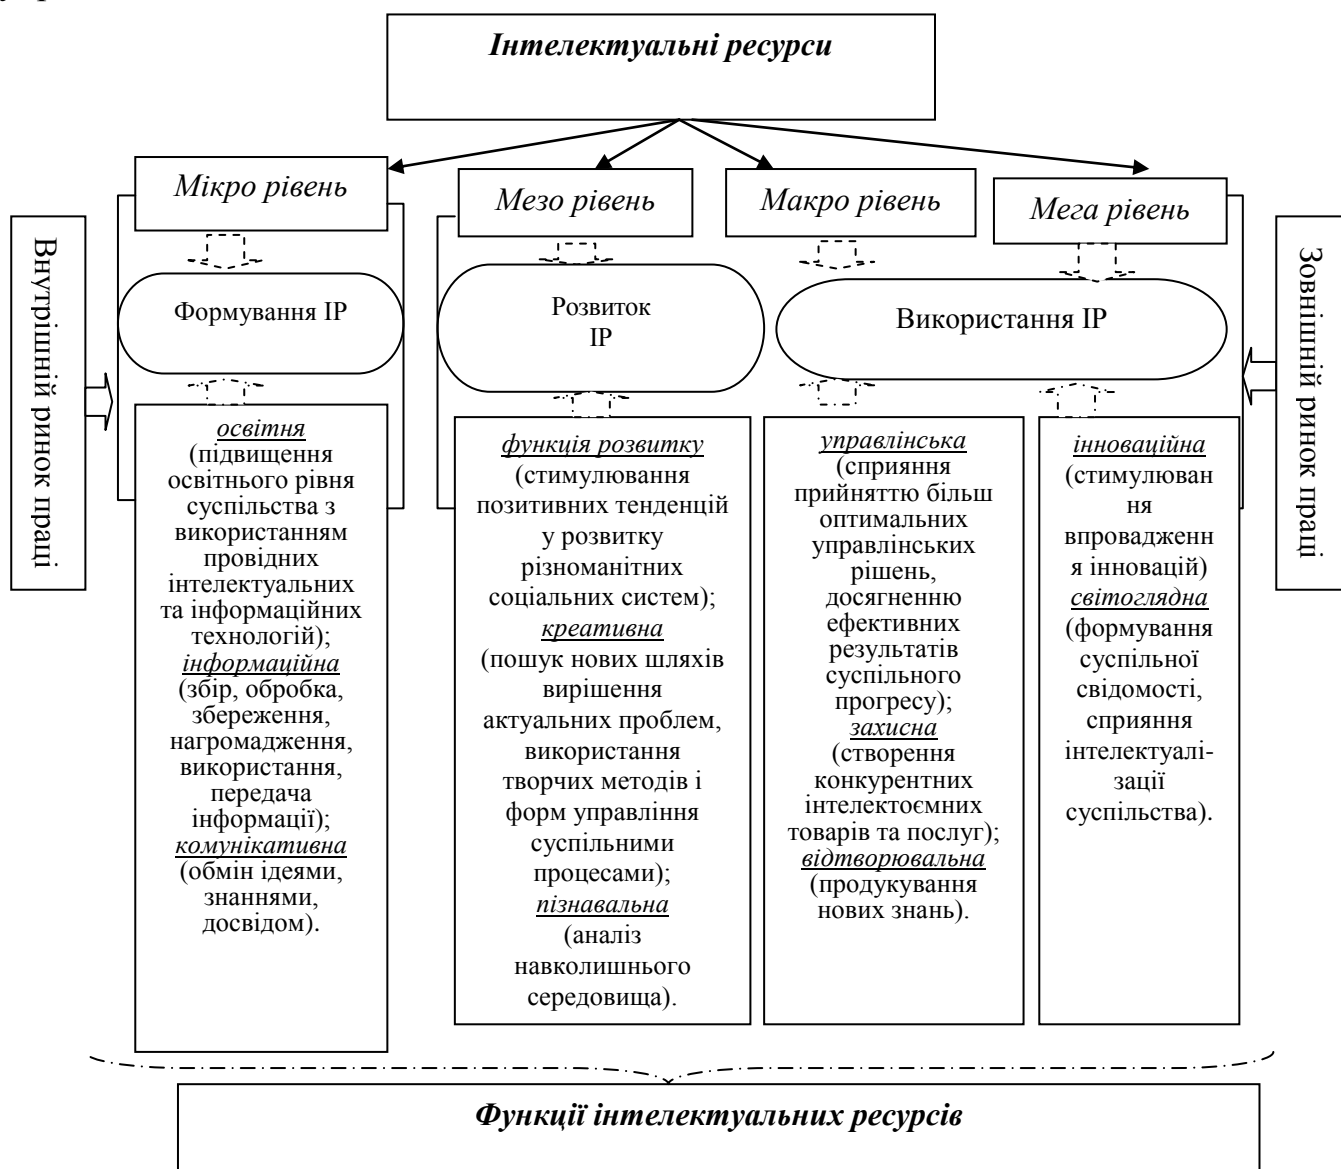 Інтелектуальні ресурси
Мікро рівень
Мезо рівень
Макро рівень
Мега рівень
Внутрішній ринок праці
Зовнішній ринок праці
Формування ІР
Розвиток
ІР
Використання ІР
освітня
(підвищення
освітнього рівня
суспільства з
використанням
провідних
інтелектуальних
та інформаційних
технологій);
інформаційна
(збір, обробка,
збереження,
нагромадження,
використання,
передача
інформації);
комунікативна
(обмін ідеями,
знаннями,
досвідом).
функція розвитку
(стимулювання
позитивних тенденцій
у розвитку
різноманітних
соціальних систем);
креативна
(пошук нових шляхів
вирішення
актуальних проблем,
використання
творчих методів і
форм управління
суспільними
процесами);
пізнавальна
(аналіз
навколишнього
середовища).
управлінська
(сприяння
прийняттю більш
оптимальних
управлінських
рішень,
досягненню
ефективних
результатів
суспільного
прогресу);
захисна
(створення
конкурентних
інтелектоємних
товарів та послуг);
відтворювальна
(продукування
нових знань).
інноваційна
(стимулюван
ня
впровадженн
я інновацій)
світоглядна
(формування
суспільної
свідомості,
сприяння
інтелектуалі-
зації
суспільства).
Функції інтелектуальних ресурсів